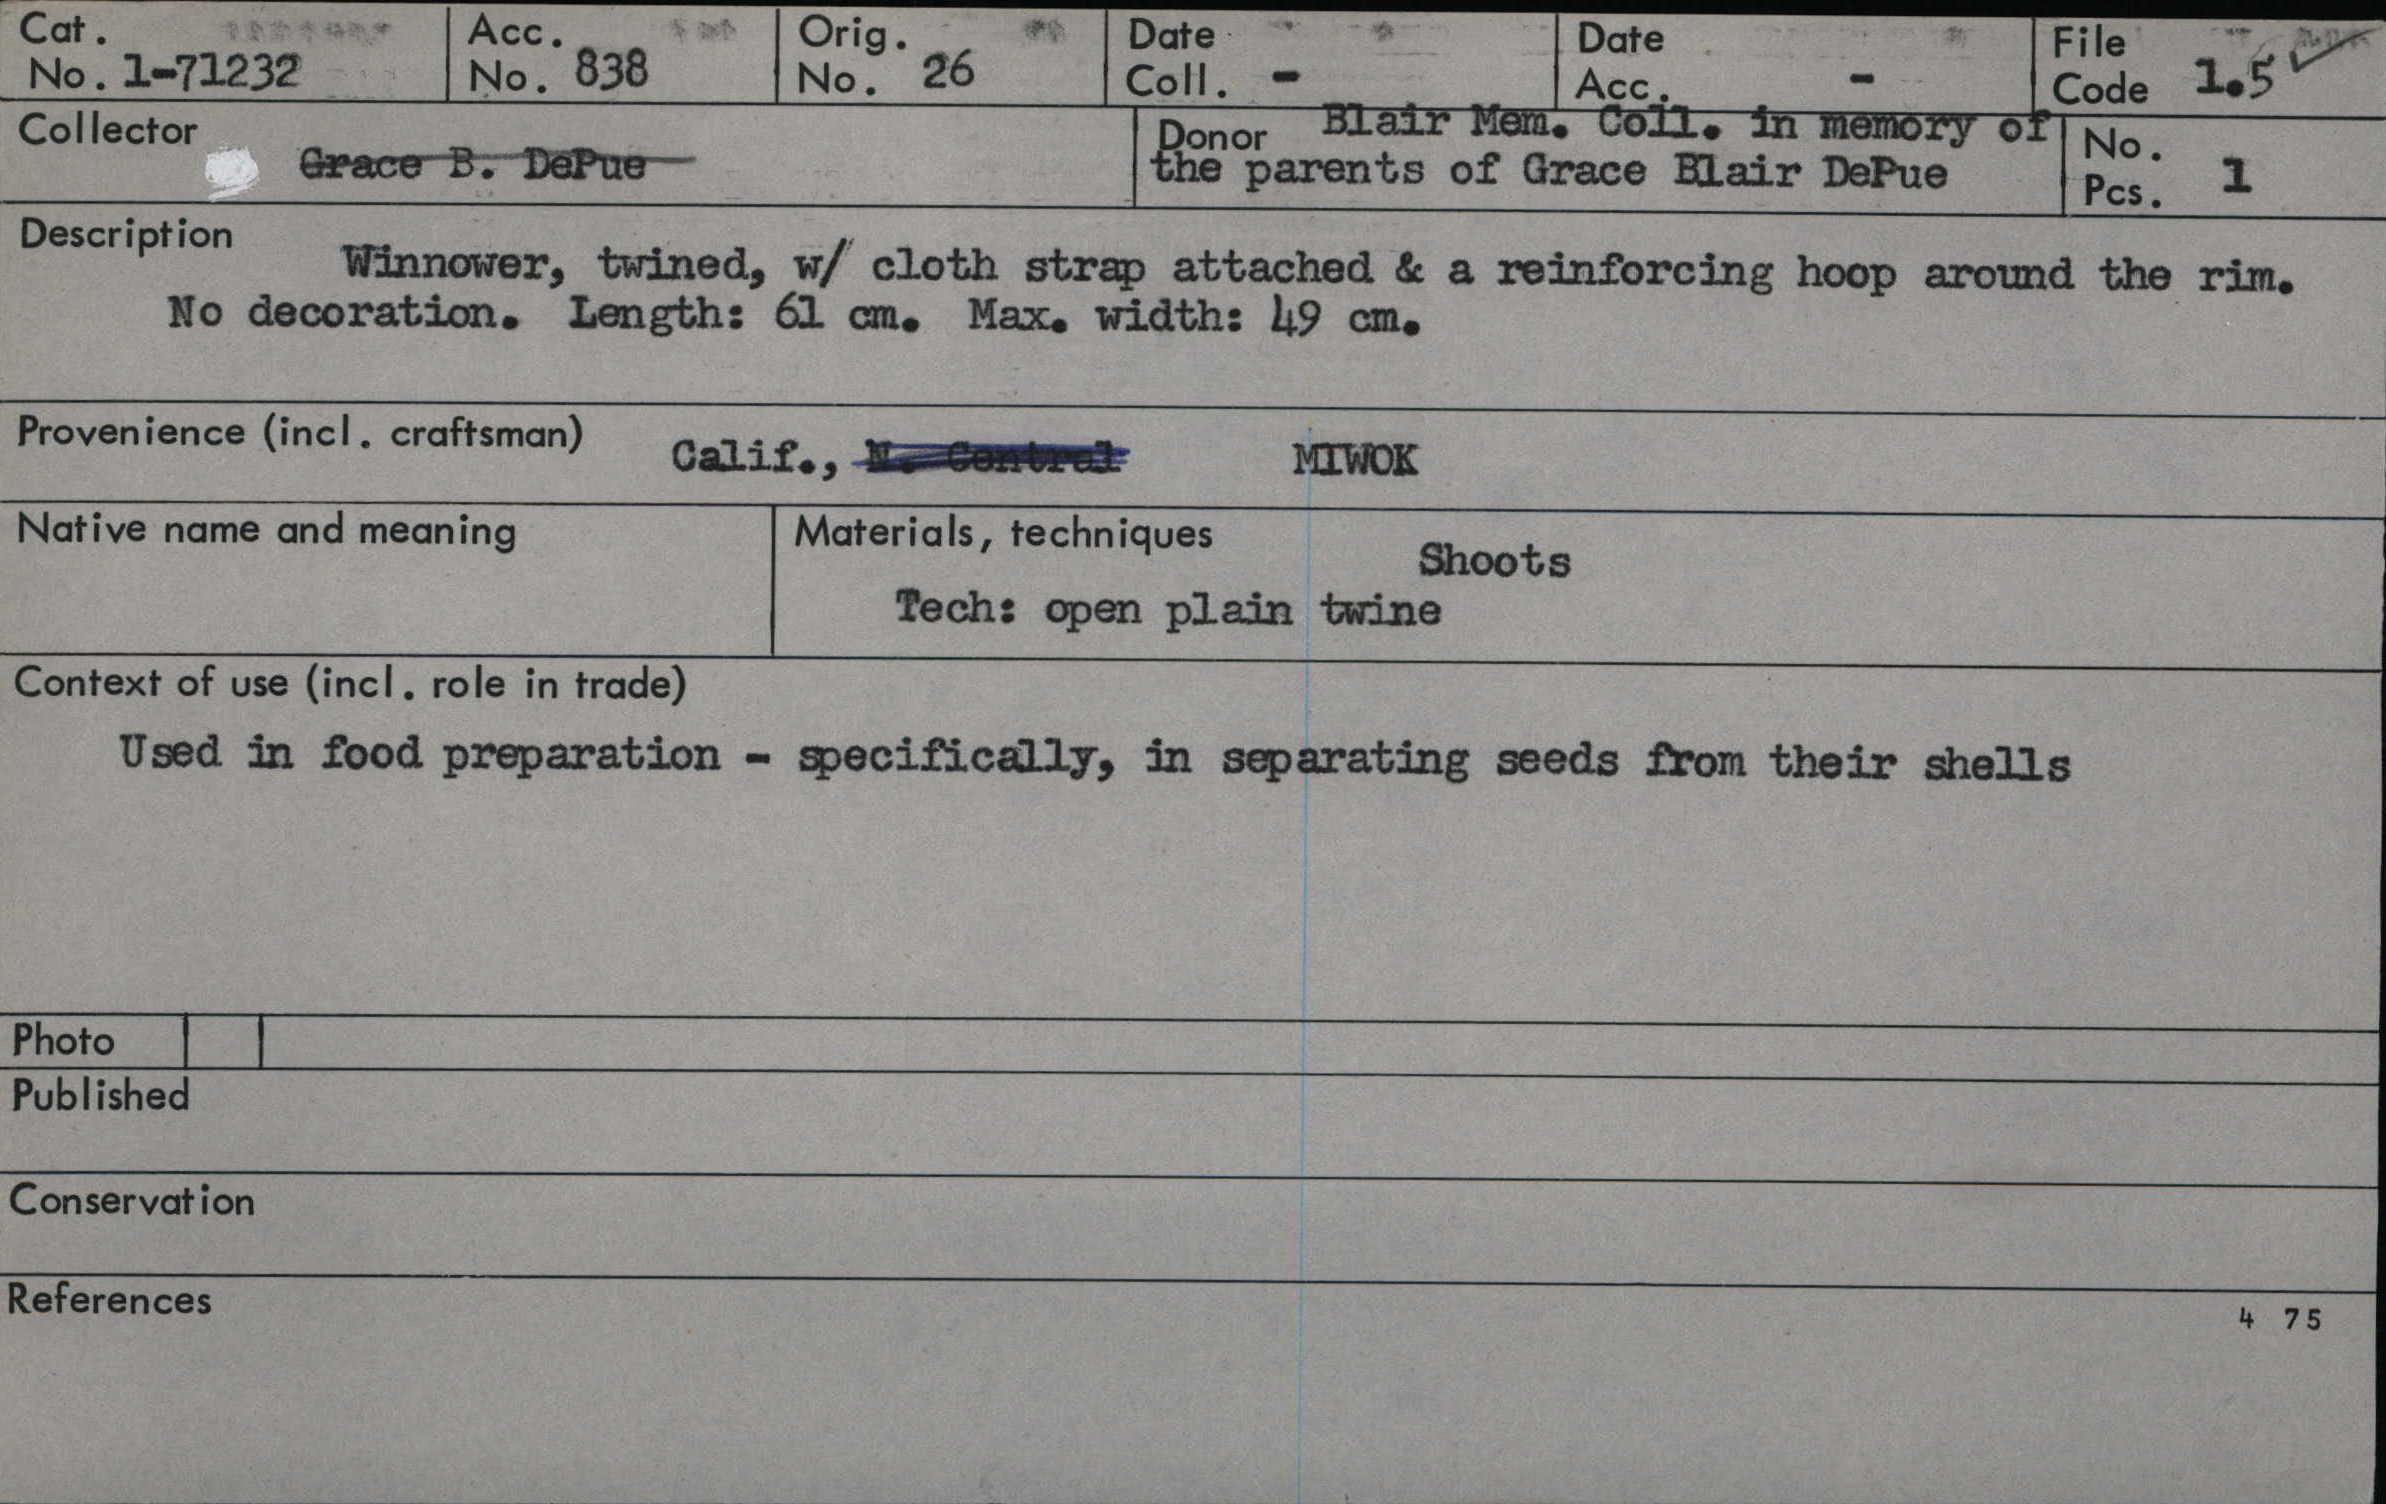 Cat. No. 1-71232
Acc. No. 838
Orig. No. 26
Date Coll. -
Date Acc. -
File Code 1.5
Collector Grace B. DePue
Donor Blair Mem. Coll. in memory of
the parents of Grace Blair DePue
No. Pcs. 1
Description
Winnower, twined, w/ cloth strap attached & a reinforcing hoop around the rim.
No decoration. Length: 61 cm. Max. width: 49 cm.
Provenience (incl. craftsman) Calif., N. Central MIWOK
Native name and meaning
Materials, techniques
Shoots
Tech: open plain twine
Context of use (incl. role in trade)
Used in food preparation - specifically, in separating seeds from their shells
Photo
Published
Conservation
References
4 75